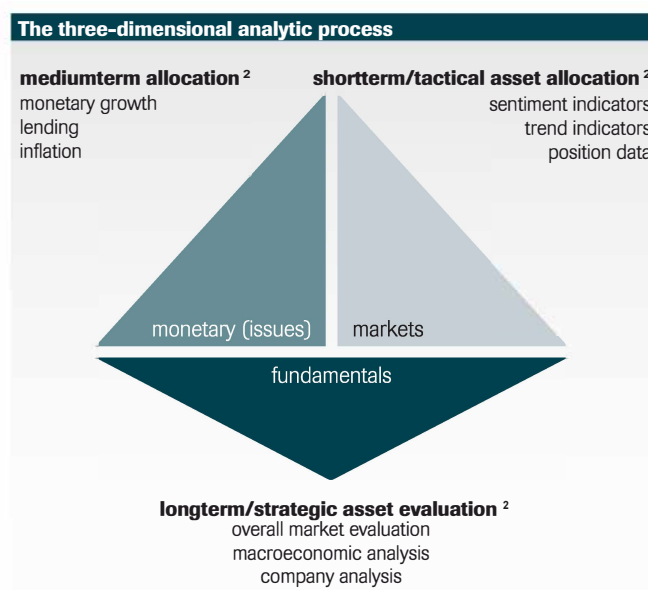 The three-dimensional analytic process
mediumterm allocation ²
monetary growth
lending
inflation
shortterm/tactical asset allocation ²
sentiment indicators
trend indicators
position data
monetary (issues)
markets
fundamentals
longterm/strategic asset evaluation ²
overall market evaluation
macroeconomic analysis
company analysis